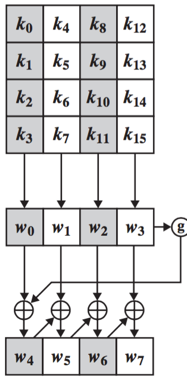 k0 k4 k8 k12
k1 k5 k9 k13
k2 k6 k10 k14
k3 k7 k11 k15
w0 w1 w2 w3 g
w4 w5 w6 w7